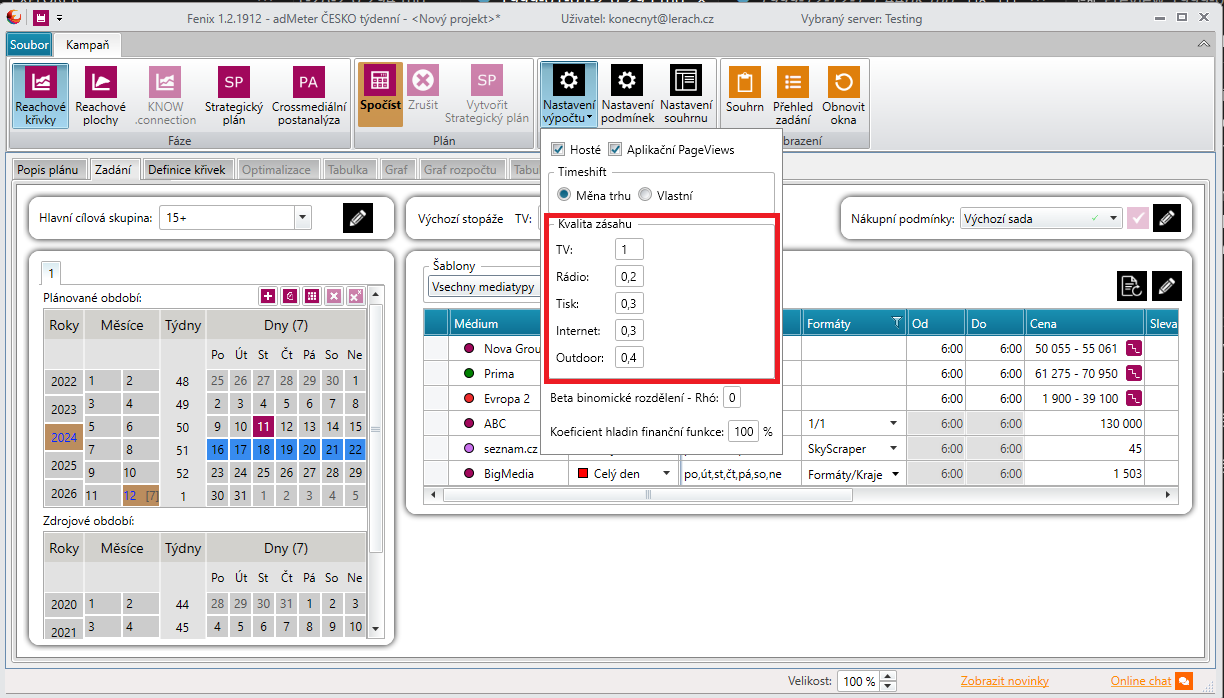 Fenix 1.2.1912 - adMeter ČESKO týdenní - <Nový projekt>* Uživatel: konecnyt@lerach.cz Vybraný server: Testing
Soubor Kampaň
Reachové křivky
Reachové plochy
KNOW .connection
SP Strategický plán
PA Crossmediální postanalýza
Fáze
Spočíst
Zrušit
SP Vytvořit Strategický plán
Plán
Nastavení výpočtu
Nastavení podmínek
Nastavení souhrnu
Souhrn
Přehled zadání
Obnovit okna
brazení
Popis plánu Zadání Definice křivek Optimalizace Tabulka Graf Graf rozpočtu Tabu
Hlavní cílová skupina: 15+
Výchozí stopáže TV:
Nákupní podmínky: Výchozí sada
Hosté Aplikační PageViews
Timeshift
Měna trhu Vlastní
Kvalita zásahu
TV: 1
Rádio: 0,2
Tisk: 0,3
Internet: 0,3
Outdoor: 0,4
Beta binomické rozdělení - Rhó: 0
Koeficient hladin finanční funkce: 100 %
1
Plánované období:
Roky Měsíce Týdny Dny (7)
Po Út St Čt Pá So Ne
2022 1 2 48 25 26 27 28 29 30 1
2023 3 4 49 2 3 4 5 6 7 8
2024 5 6 50 9 10 11 12 13 14 15
7 8 51 16 17 18 19 20 21 22
2025 9 10 52 23 24 25 26 27 28 29
2026 11 12 [7] 1 30 31 1 2 3 4 5
Zdrojové období:
Roky Měsíce Týdny Dny (7)
Po Út St Čt Pá So Ne
2020 1 2 44 28 29 30 31 1 2 3
2021 3 4 45 4 5 6 7 8 9 10
Šablony
Všechny mediatypy
Médium Formáty Od Do Cena Sleva
Nova Grou 6:00 6:00 50 055 - 55 061
Prima 6:00 6:00 61 275 - 70 950
Evropa 2 6:00 6:00 1 900 - 39 100
ABC 1/1 6:00 6:00 130 000
seznam.cz SkyScraper 6:00 6:00 45
BigMedia Celý den po,út,st,čt,pá,so,ne Formáty/Kraje 6:00 6:00 1 503
Velikost: 100 % Zobrazit novinky Online chat